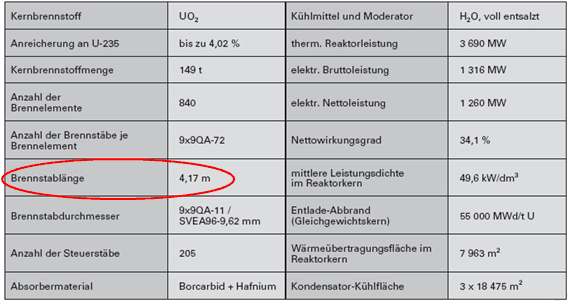 Kernbrennstoff UO₂ Kühlmittel und Moderator H₂O, voll entsalzt
Anreicherung an U-235 bis zu 4,02 % therm. Reaktorleistung 3 690 MW
Kernbrennstoffmenge 149 t elektr. Bruttoleistung 1 316 MW
Anzahl der
Brennelemente 840 elektr. Nettoleistung 1 260 MW
Anzahl der Brennstäbe je
Brennelement 9x9QA-72 Nettowirkungsgrad 34,1 %
Brennstablänge 4,17 m mittlere Leistungsdichte
im Reaktorkern 49,6 kW/dm³
Brennstabdurchmesser 9x9QA-11 /
SVEA96-9,62 mm Entlade-Abbrand
(Gleichgewichtskern) 55 000 MWd/t U
Anzahl der Steuerstäbe 205 Wärmeübertragungsfläche im
Reaktorkern 7 963 m²
Absorbermaterial Borcarbid + Hafnium Kondensator-Kühlfläche 3 x 18 475 m²